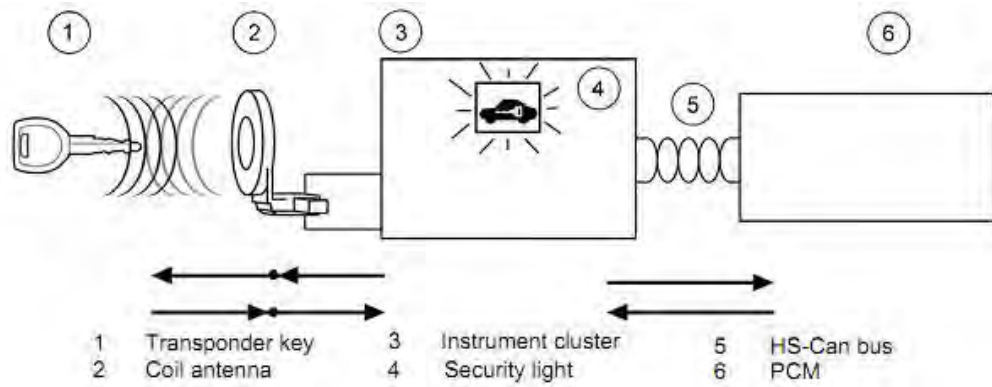 1 2 3 6
4
5
1 Transponder key 3 Instrument cluster 5 HS-Can bus
2 Coil antenna 4 Security light 6 PCM